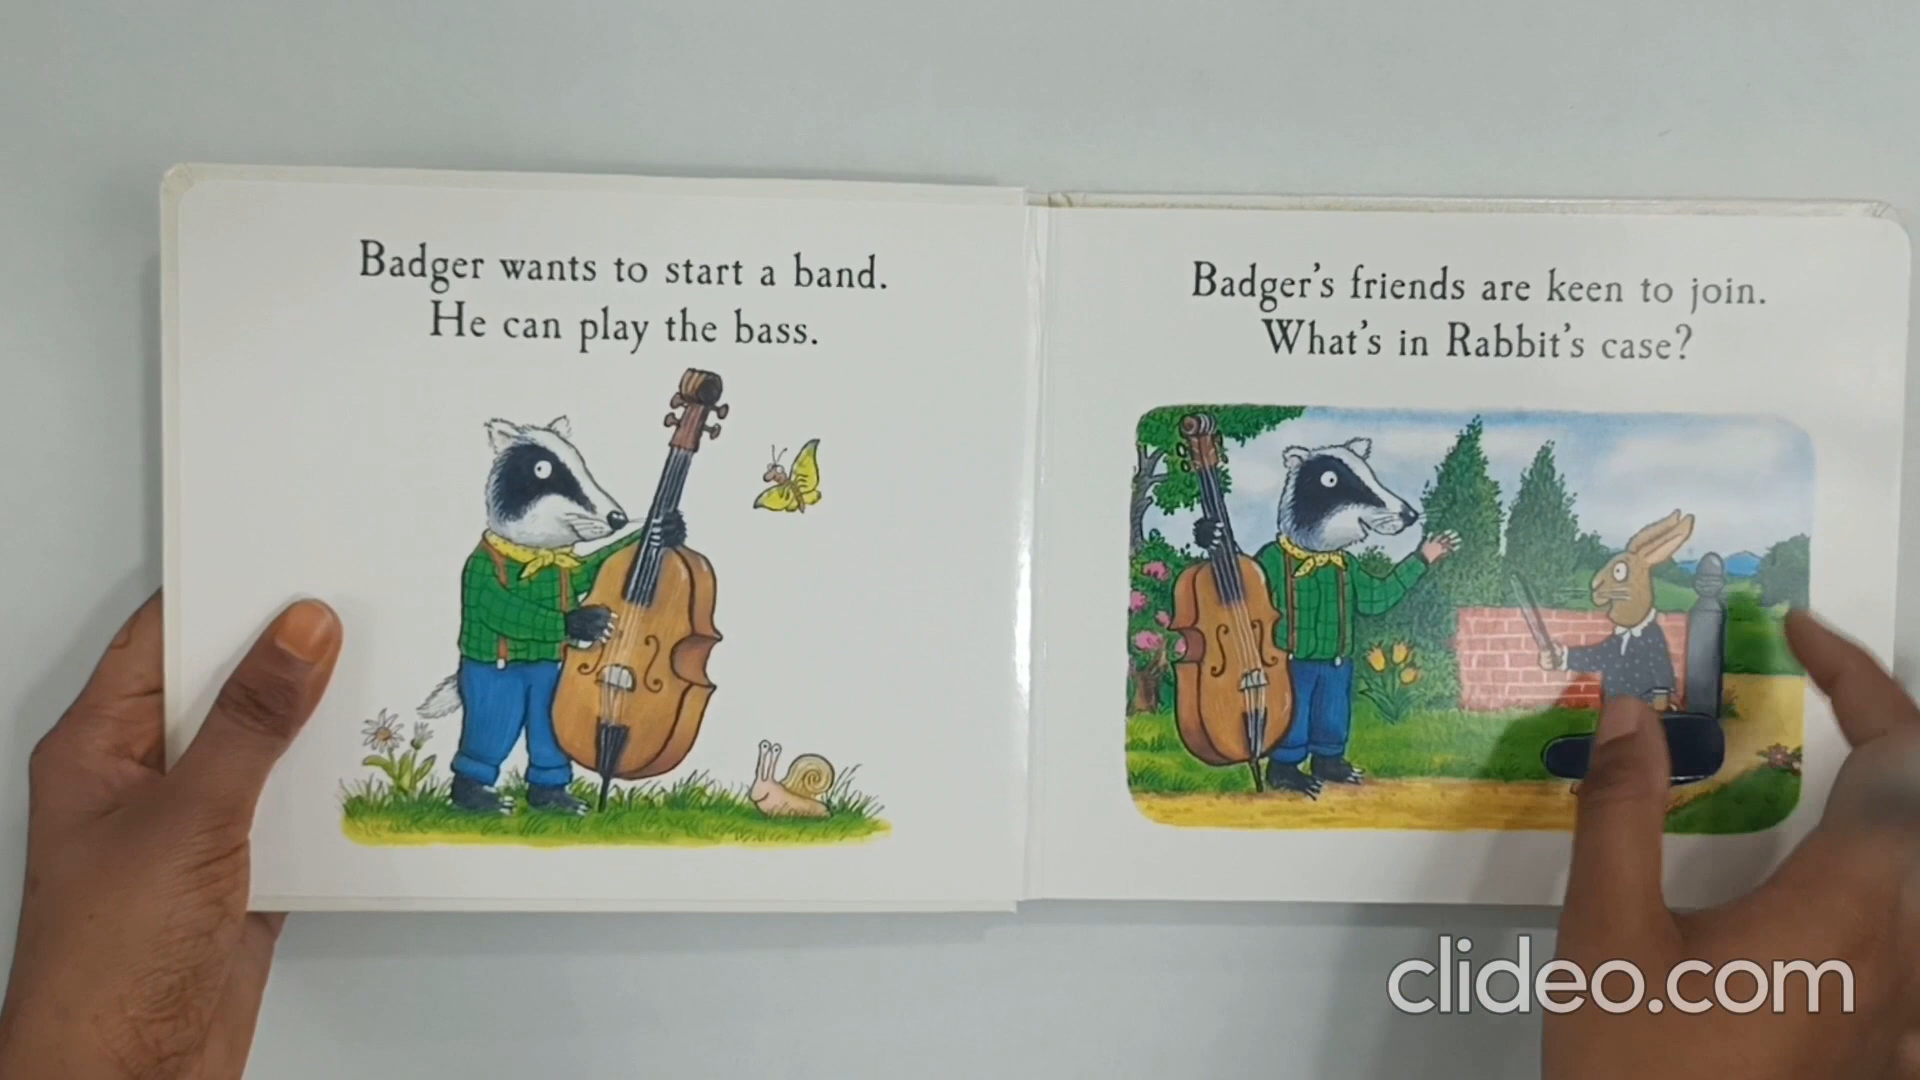 Badger wants to start a band.
He can play the bass.
Badger's friends are keen to join.
What's in Rabbit's case?
clideo.com